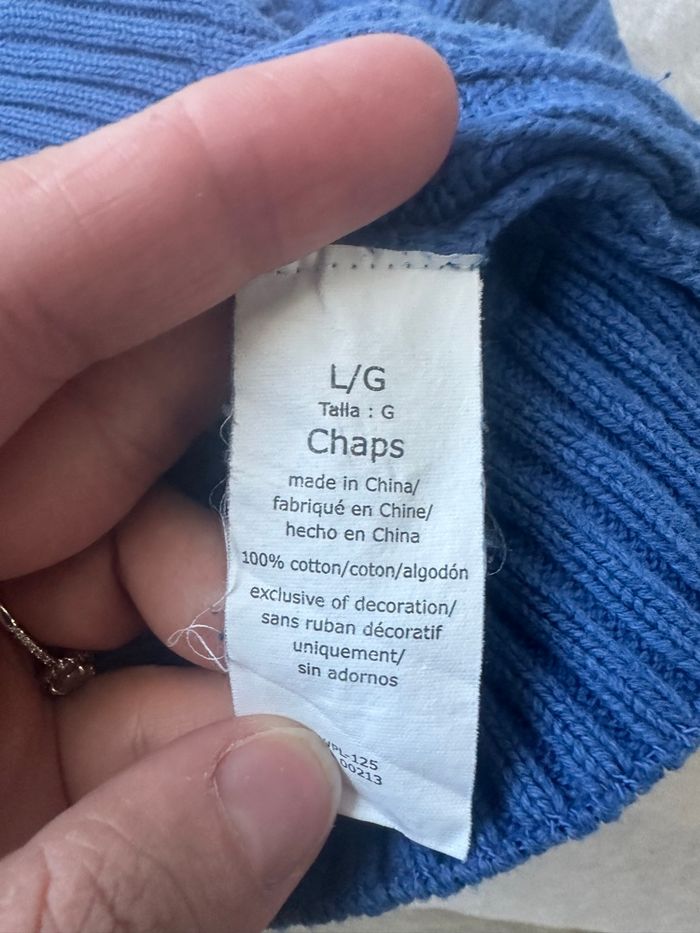 L/G
Talla : G
Chaps
made in China/
fabriqué en Chine/
hecho en China
100% cotton/coton/algodón
exclusive of decoration/
sans ruban décoratif
uniquement/
sin adornos
00213